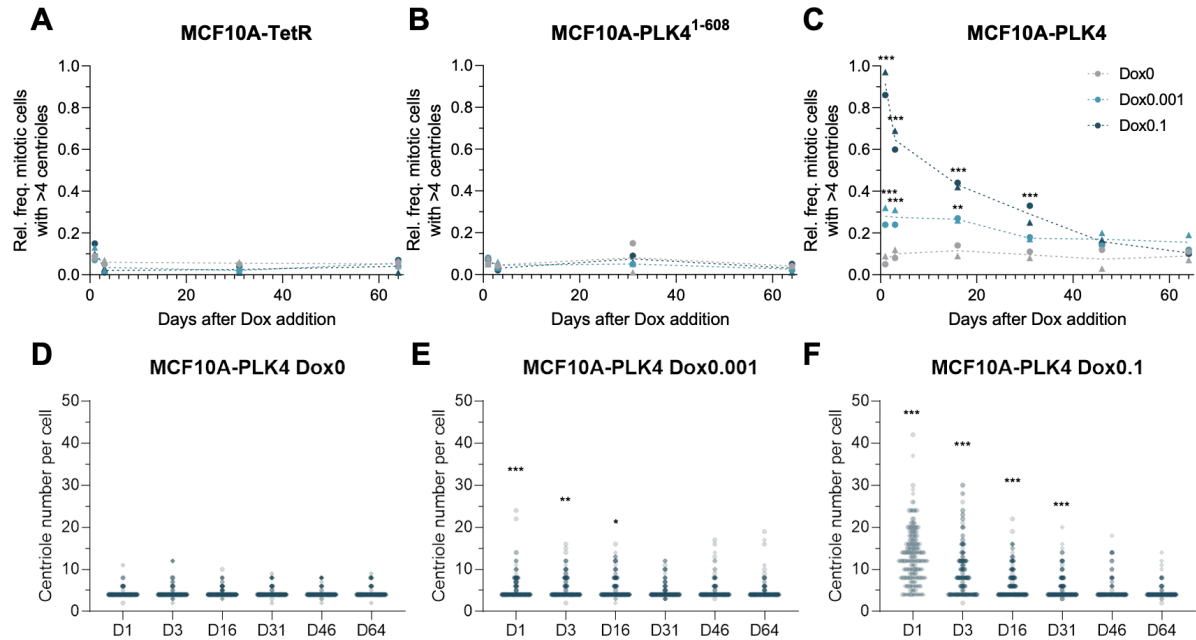 A
MCF10A-TetR
Rel. freq. mitotic cells
with >4 centrioles
1.0
0.8
0.6
0.4
0.2
0.0
0 20 40 60
Days after Dox addition
B
MCF10A-PLK4^1-608
Rel. freq. mitotic cells
with >4 centrioles
1.0
0.8
0.6
0.4
0.2
0.0
0 20 40 60
Days after Dox addition
C
MCF10A-PLK4
Rel. freq. mitotic cells
with >4 centrioles
1.0
0.8
0.6
0.4
0.2
0.0
***
***
***
***
***
**
***
Dox0
Dox0.001
Dox0.1
0 20 40 60
Days after Dox addition
D
MCF10A-PLK4 Dox0
Centriole number per cell
50
40
30
20
10
0
D1 D3 D16 D31 D46 D64
E
MCF10A-PLK4 Dox0.001
Centriole number per cell
50
40
30
20
10
0
***
**
*
D1 D3 D16 D31 D46 D64
F
MCF10A-PLK4 Dox0.1
Centriole number per cell
50
40
30
20
10
0
***
***
***
***
D1 D3 D16 D31 D46 D64